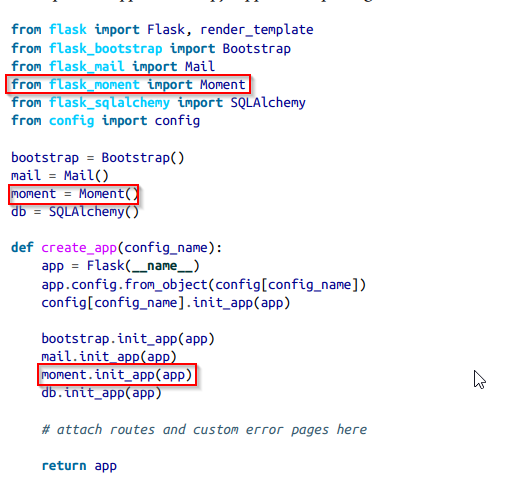 from flask import Flask, render_template
from flask_bootstrap import Bootstrap
from flask_mail import Mail
from flask_moment import Moment
from flask_sqlalchemy import SQLAlchemy
from config import config

bootstrap = Bootstrap()
mail = Mail()
moment = Moment()
db = SQLAlchemy()

def create_app(config_name):
    app = Flask(__name__)
    app.config.from_object(config[config_name])
    config[config_name].init_app(app)

    bootstrap.init_app(app)
    mail.init_app(app)
    moment.init_app(app)
    db.init_app(app)

    # attach routes and custom error pages here

    return app